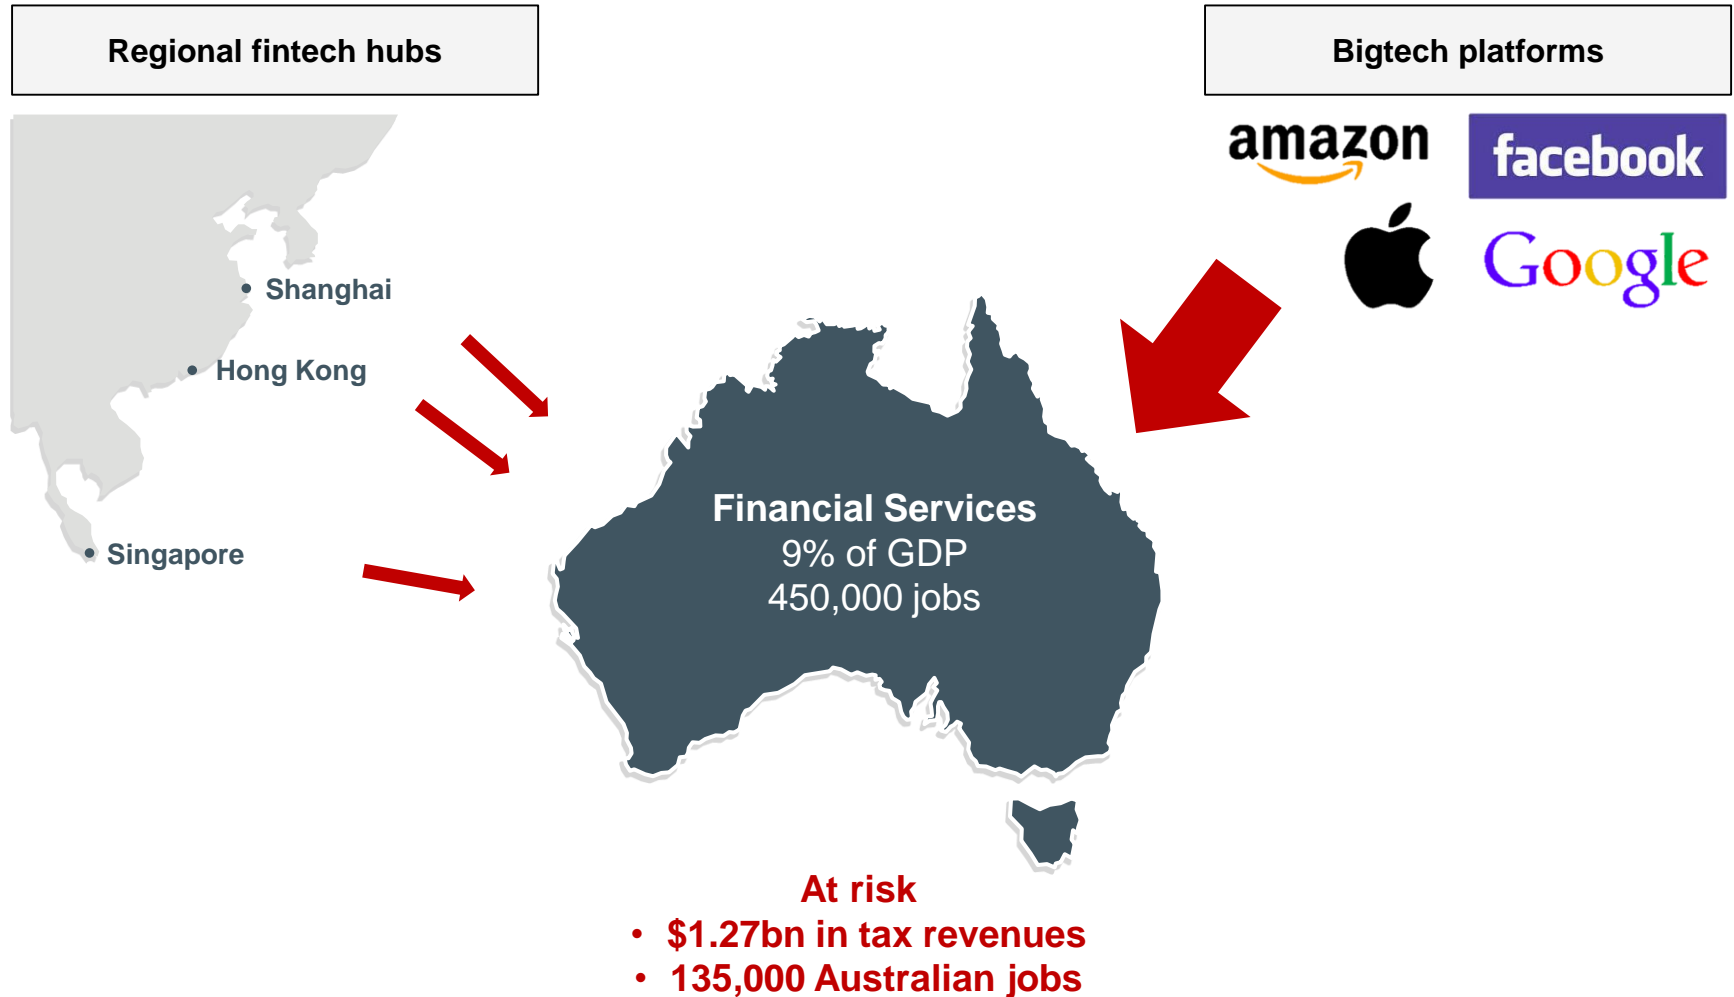 Regional fintech hubs
Bigtech platforms
amazon
facebook
Google
Shanghai
Hong Kong
Singapore
Financial Services
9% of GDP
450,000 jobs
At risk
• $1.27bn in tax revenues
• 135,000 Australian jobs